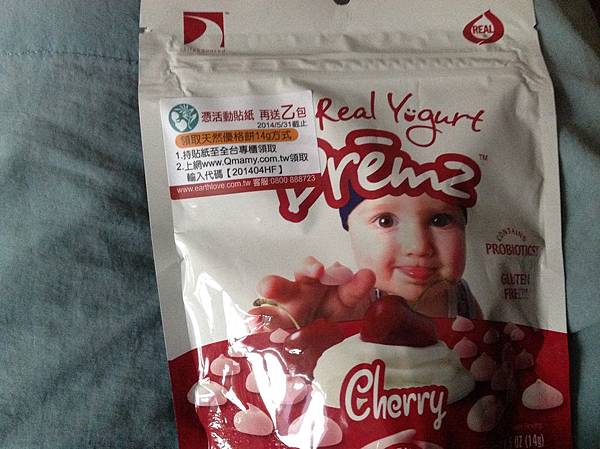 REAL
憑活動貼紙 再送乙包
2014/5/31截止
領取天然優格餅14g方式
1.持貼紙至全台專櫃領取
2.上網www.Qmamy.com.tw領取
輸入代碼【201404HF】
www.earthlove.com.tw 客服:0800 888723
Real Yogurt
prēmz™
CONTAINS
PROBIOTICS!
GLUTEN
FREE
Cherry
OZ (14g)